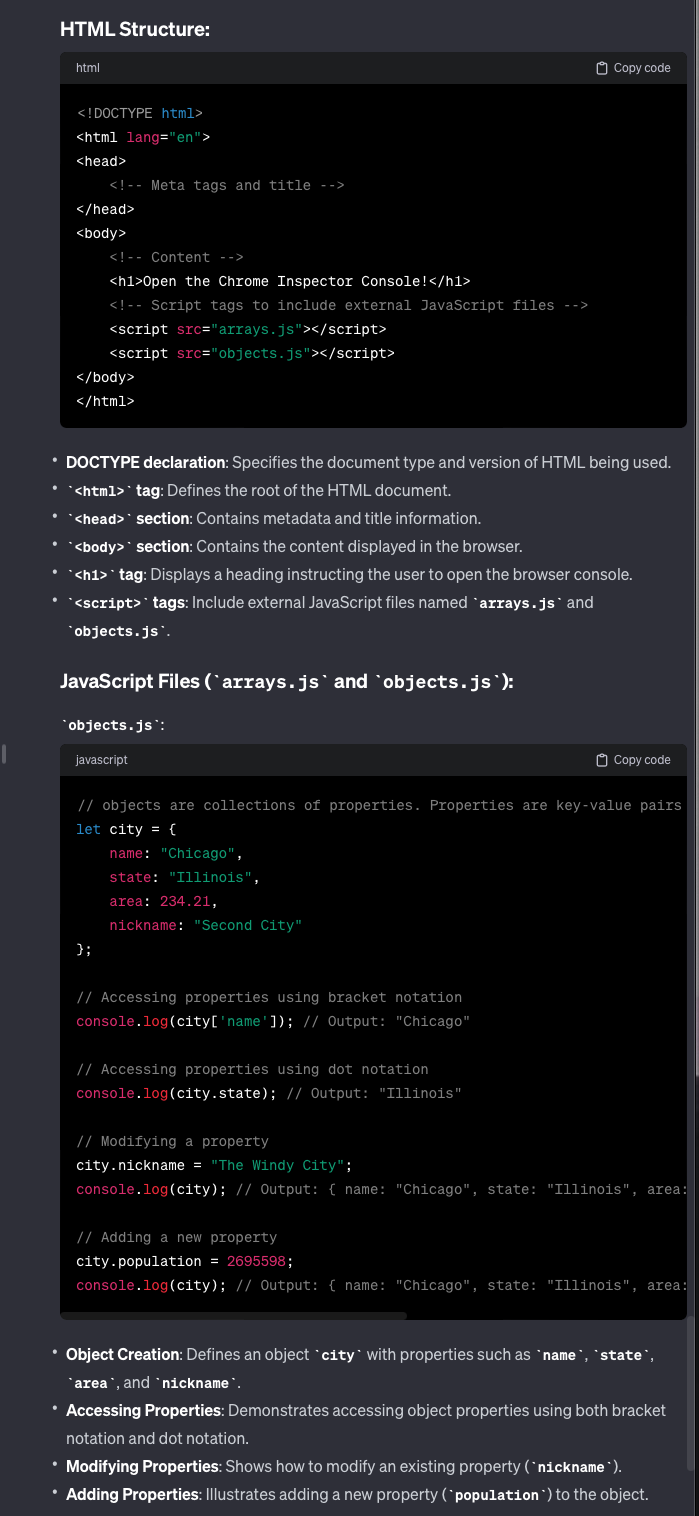 HTML Structure:
html
Copy code
<!DOCTYPE html>
<html lang="en">
<head>
    <!-- Meta tags and title -->
</head>
<body>
    <!-- Content -->
    <h1>Open the Chrome Inspector Console!</h1>
    <!-- Script tags to include external JavaScript files -->
    <script src="arrays.js"></script>
    <script src="objects.js"></script>
</body>
</html>
• DOCTYPE declaration: Specifies the document type and version of HTML being used.
• `<html>` tag: Defines the root of the HTML document.
• `<head>` section: Contains metadata and title information.
• `<body>` section: Contains the content displayed in the browser.
• `<h1>` tag: Displays a heading instructing the user to open the browser console.
• `<script>` tags: Include external JavaScript files named `arrays.js` and
`objects.js`.
JavaScript Files (`arrays.js` and `objects.js`):
`objects.js`:
javascript
Copy code
// objects are collections of properties. Properties are key-value pairs
let city = {
    name: "Chicago",
    state: "Illinois",
    area: 234.21,
    nickname: "Second City"
};
// Accessing properties using bracket notation
console.log(city['name']); // Output: "Chicago"
// Accessing properties using dot notation
console.log(city.state); // Output: "Illinois"
// Modifying a property
city.nickname = "The Windy City";
console.log(city); // Output: { name: "Chicago", state: "Illinois", area:
// Adding a new property
city.population = 2695598;
console.log(city); // Output: { name: "Chicago", state: "Illinois", area:
• Object Creation: Defines an object `city` with properties such as `name`, `state`,
`area`, and `nickname`.
• Accessing Properties: Demonstrates accessing object properties using both bracket
notation and dot notation.
• Modifying Properties: Shows how to modify an existing property (`nickname`).
• Adding Properties: Illustrates adding a new property (`population`) to the object.